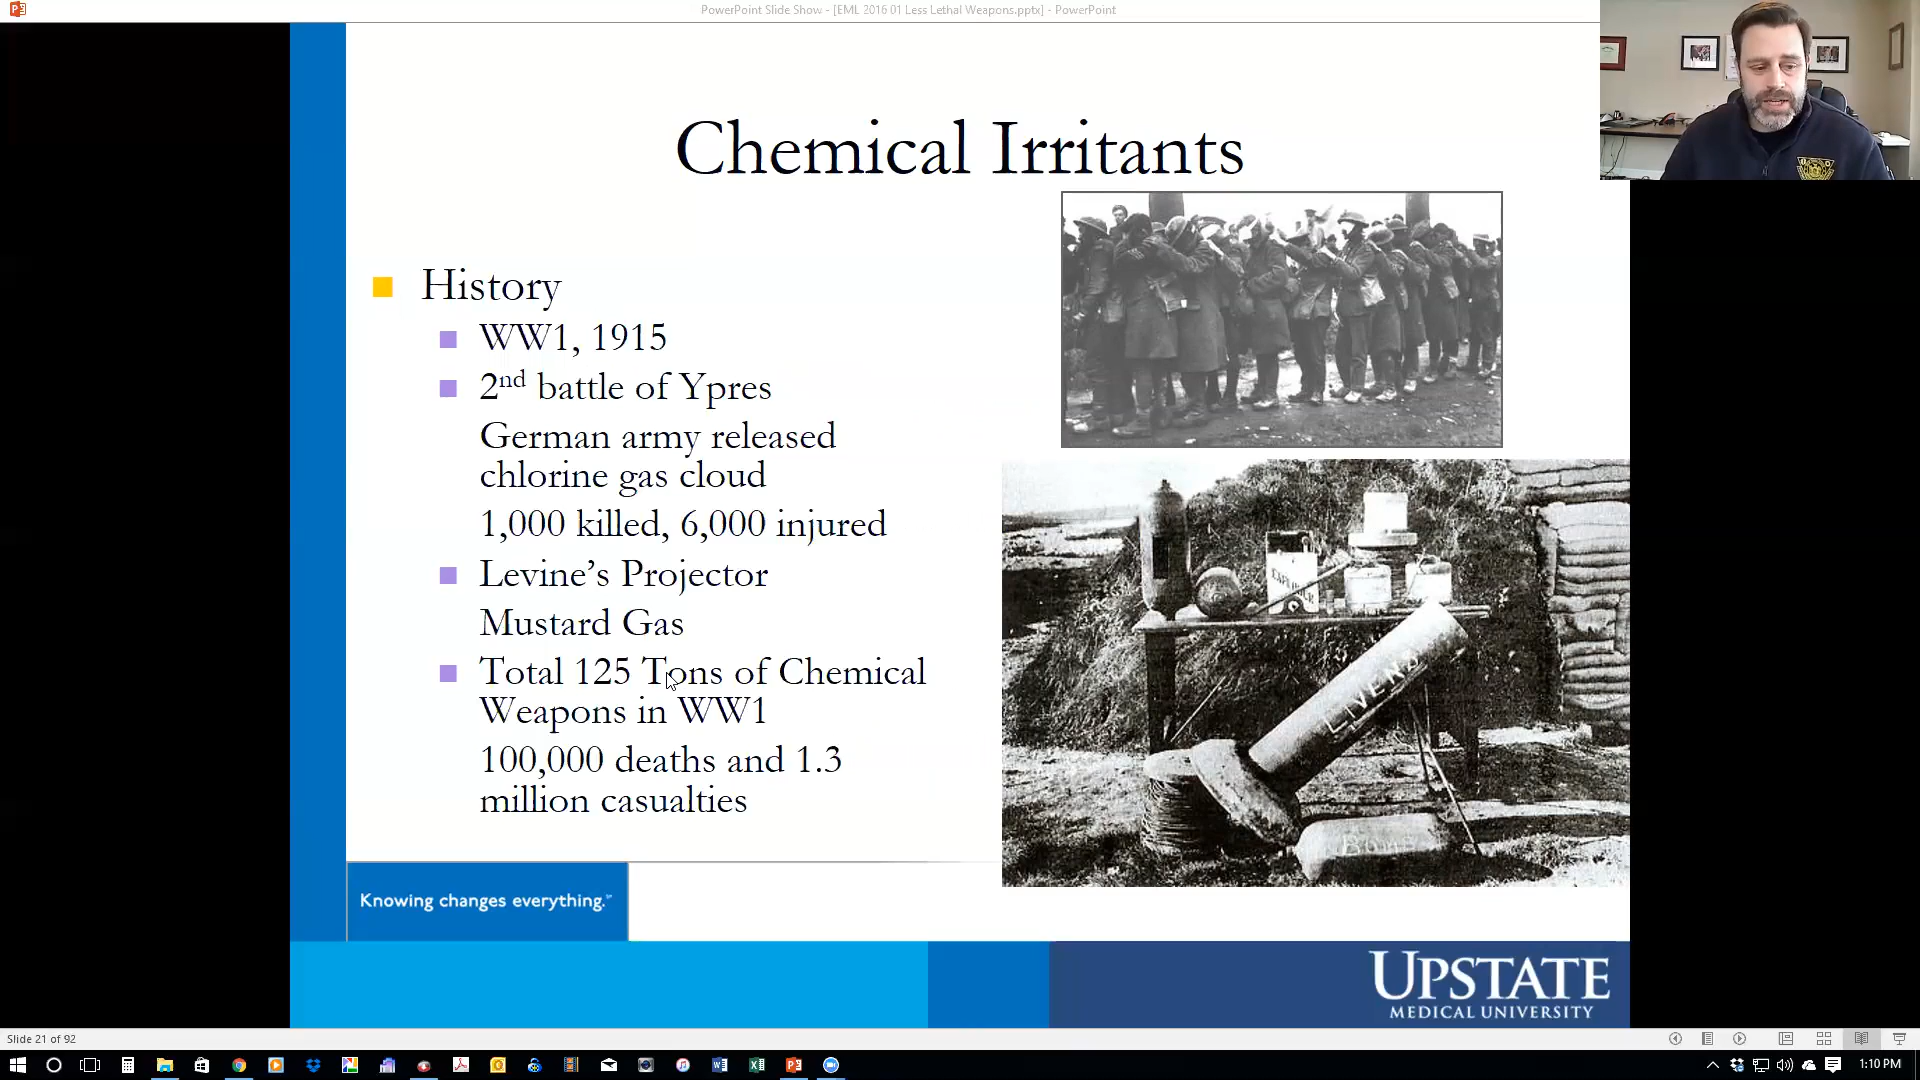 PowerPoint Slide Show - [EML 2016 01 Less Lethal Weapons.pptx] - PowerPoint
Chemical Irritants
History
WW1, 1915
2nd battle of Ypres
German army released
chlorine gas cloud
1,000 killed, 6,000 injured
Levine's Projector
Mustard Gas
Total 125 Tons of Chemical
Weapons in WW1
100,000 deaths and 1.3
million casualties
LIVENS
BOMB
Knowing changes everything.
UPSTATE
MEDICAL UNIVERSITY
Slide 21 of 92
1:10 PM